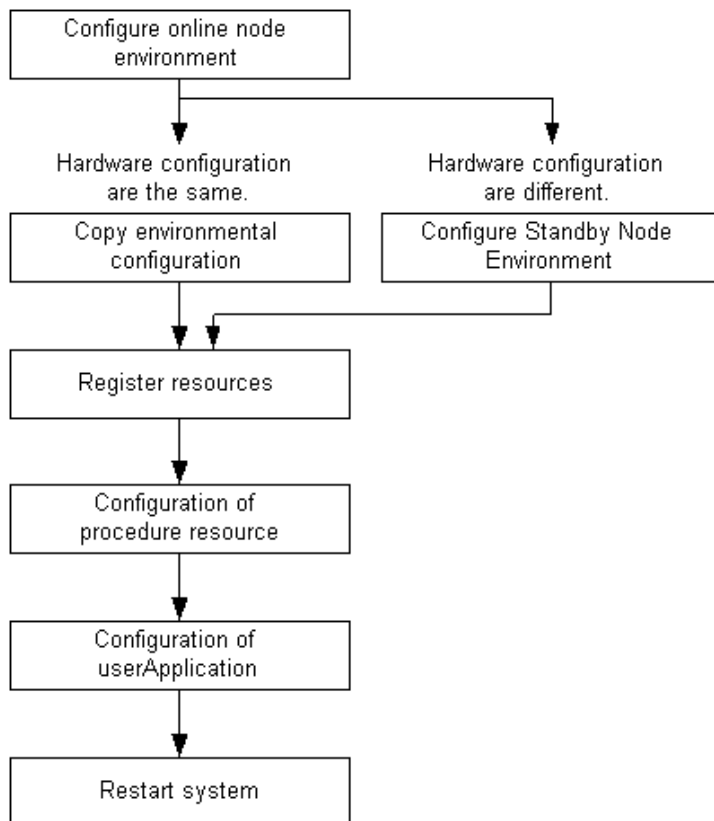 Configure online node
environment
Hardware configuration
are the same.
Hardware configuration
are different.
Copy environmental
configuration
Configure Standby Node
Environment
Register resources
Configuration of
procedure resource
Configuration of
userApplication
Restart system